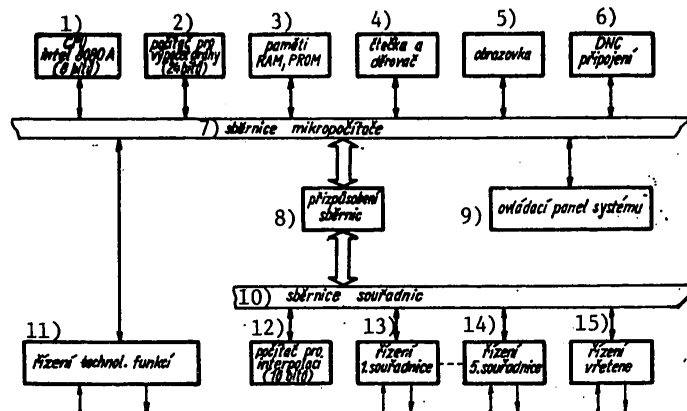 1)
CPU
Intel 8080A
(8 bitů)
2)
počítač pro
výpočet dráhy
(24 bitů)
3)
paměti
RAM, PROM
4)
čtečka a
děrovač
5)
obrazovka
6)
DNC
připojení
7) sběrnice mikropočítače
8)
přizpůsobení
sběrnic
9)
ovládací panel systému
10) sběrnice souřadnic
11)
řízení technol. funkcí
12)
počítač pro
interpolaci
13)
řízení
1. souřadnice
14)
řízení
5. souřadnice
15)
řízení
vřetene